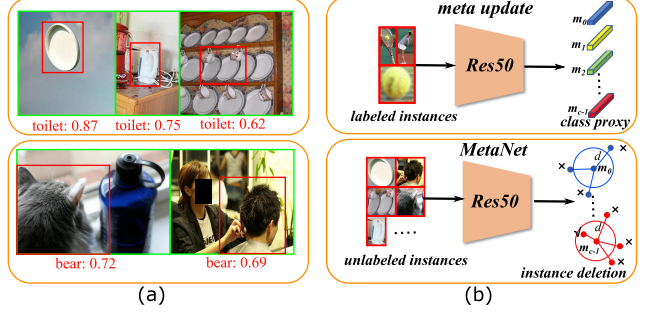 toilet: 0.87
toilet: 0.75
toilet: 0.62
bear: 0.72
bear: 0.69
(a)
meta update
Res50
labeled instances
m0
m1
m2
mc-1
class proxy
MetaNet
Res50
unlabeled instances
d
m0
d
mc-1
instance deletion
(b)